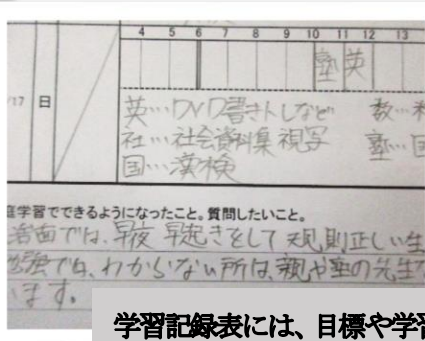 4 5 6 7 8 9 10 11 12 13
塾 英
/17 日
英…DVD書きトしなど 数…
社…社会資料集 視写 塾…
国…漢検
庭学習でできるようになったこと。質問したいこと。
活面では、早夜 早起きをして 規則正しい生
勉強では、わからない所は、親や塾の先生
います。
学習記録表には、目標や学習